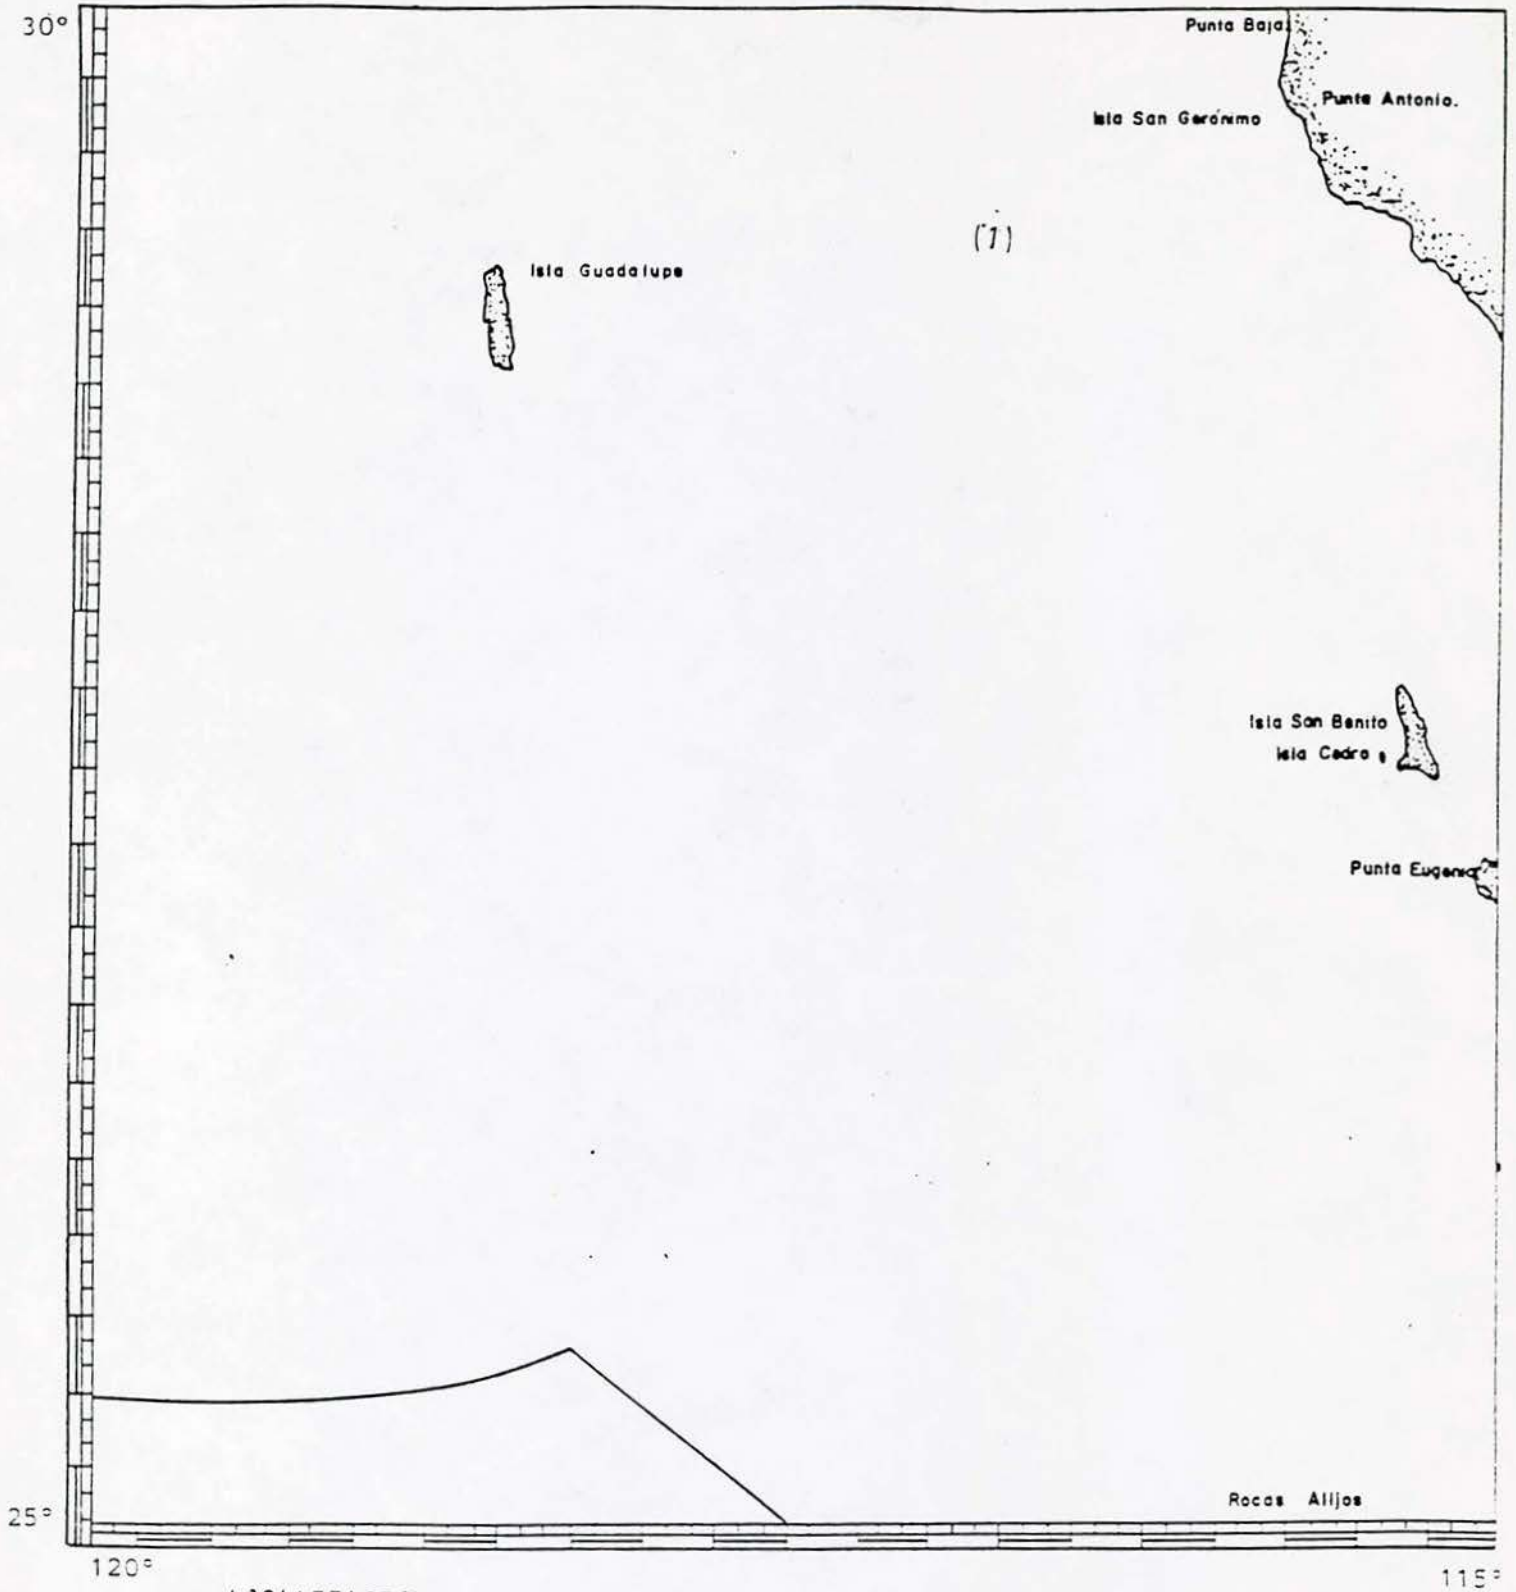 30°
Punta Baja
Punta Antonio.
Isla San Gerónimo
(1)
Isla Guadalupe
Isla San Benito
Isla Cedro
Punta Eugenia
Rocas Alijos
25°
120°
115°